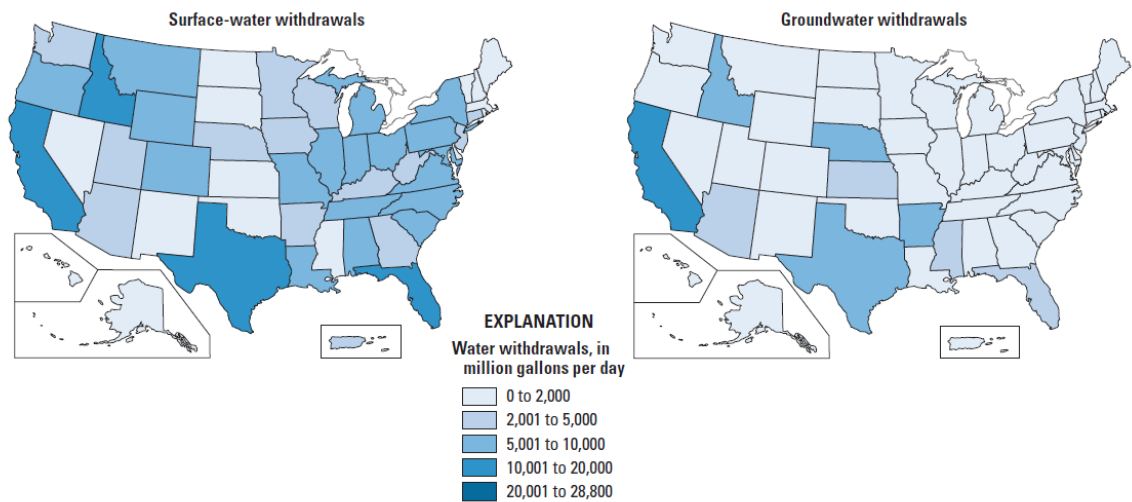 Surface-water withdrawals
Groundwater withdrawals
EXPLANATION
Water withdrawals, in
million gallons per day
0 to 2,000
2,001 to 5,000
5,001 to 10,000
10,001 to 20,000
20,001 to 28,800